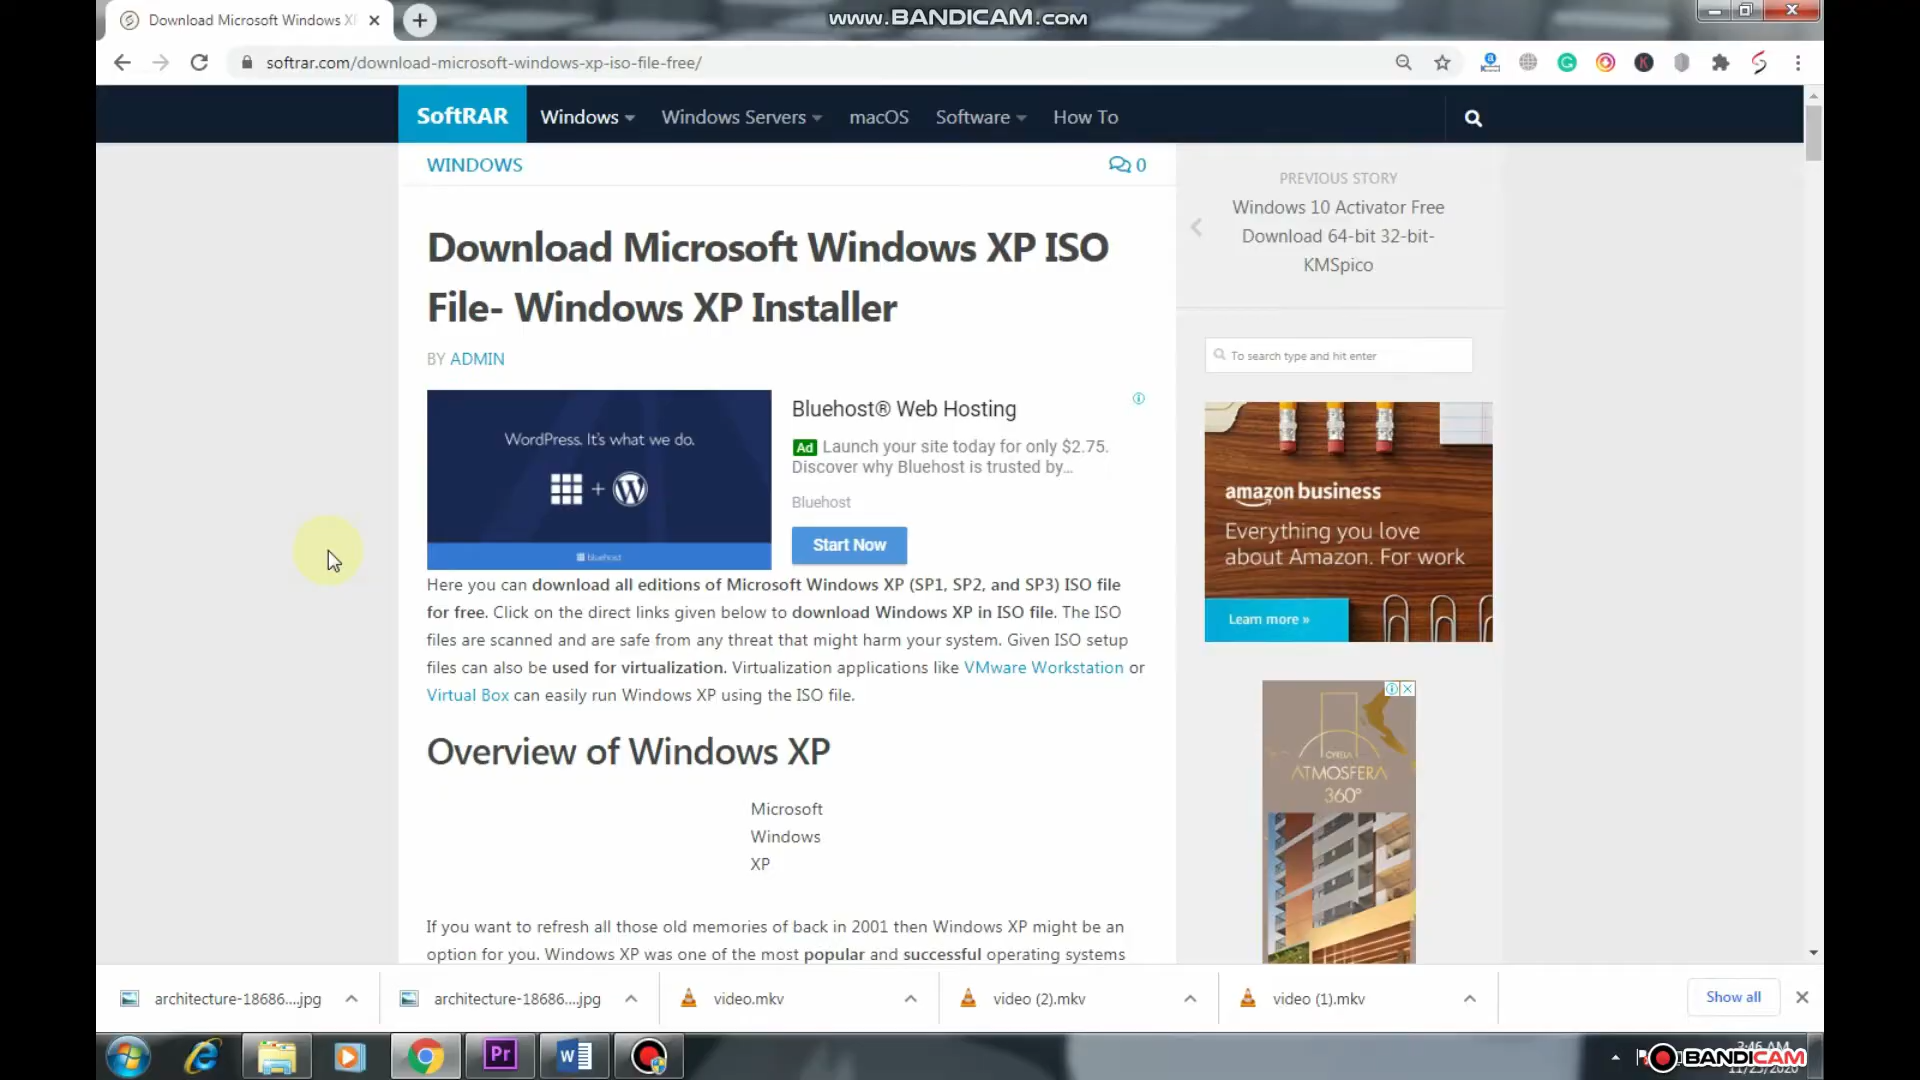 Download Microsoft Windows XP
www.BANDICAM.com
softrar.com/download-microsoft-windows-xp-iso-file-free/
SoftRAR
Windows
Windows Servers
macOS
Software
How To
WINDOWS
0
Download Microsoft Windows XP ISO
File- Windows XP Installer
BY ADMIN
WordPress. It's what we do.
+
bluehost
Bluehost® Web Hosting
Ad Launch your site today for only $2.75.
Discover why Bluehost is trusted by...
Bluehost
Start Now
Here you can download all editions of Microsoft Windows XP (SP1, SP2, and SP3) ISO file
for free. Click on the direct links given below to download Windows XP in ISO file. The ISO
files are scanned and are safe from any threat that might harm your system. Given ISO setup
files can also be used for virtualization. Virtualization applications like VMware Workstation or
Virtual Box can easily run Windows XP using the ISO file.
Overview of Windows XP
Microsoft
Windows
XP
If you want to refresh all those old memories of back in 2001 then Windows XP might be an
option for you. Windows XP was one of the most popular and successful operating systems
PREVIOUS STORY
Windows 10 Activator Free
Download 64-bit 32-bit-
KMSpico
To search type and hit enter
amazon business
Everything you love
about Amazon. For work
Learn more »
CYRELA
ATMOSFERA
360°
architecture-18686....jpg
architecture-18686....jpg
video.mkv
video (2).mkv
video (1).mkv
Show all
Pr
W
BANDICAM